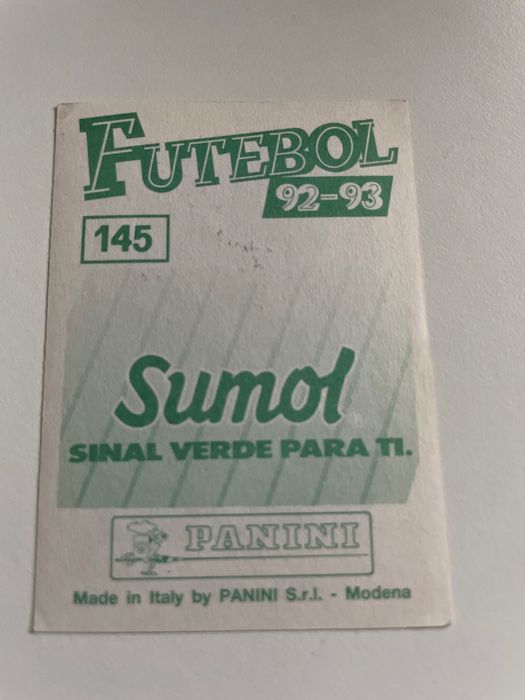 FUTEBOL
92-93
145
Sumol
SINAL VERDE PARA TI.
PANINI
Made in Italy by PANINI S.r.l. - Modena